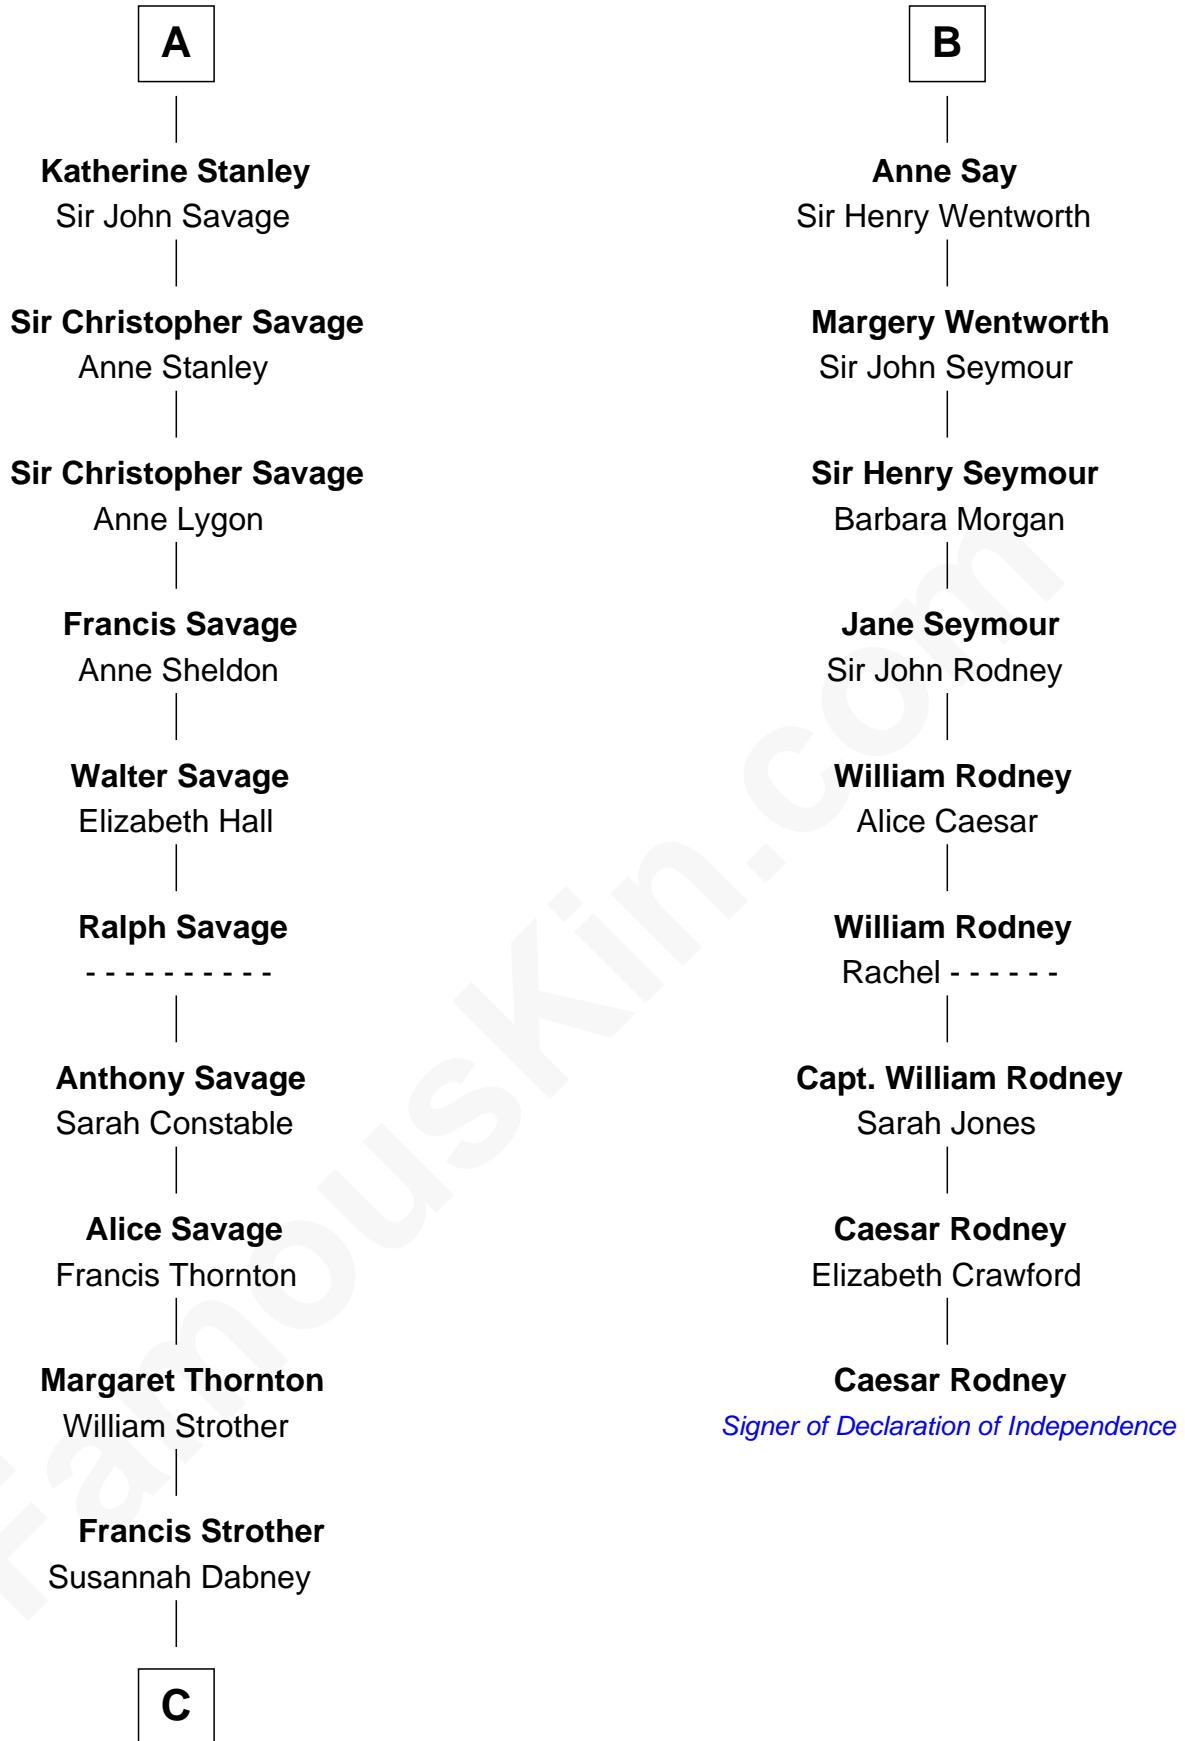 A
Katherine Stanley
Sir John Savage
Sir Christopher Savage
Anne Stanley
Sir Christopher Savage
Anne Lygon
Francis Savage
Anne Sheldon
Walter Savage
Elizabeth Hall
Ralph Savage
- - - - - - - - - -
Anthony Savage
Sarah Constable
Alice Savage
Francis Thornton
Margaret Thornton
William Strother
Francis Strother
Susannah Dabney
C
B
Anne Say
Sir Henry Wentworth
Margery Wentworth
Sir John Seymour
Sir Henry Seymour
Barbara Morgan
Jane Seymour
Sir John Rodney
William Rodney
Alice Caesar
William Rodney
Rachel - - - - - -
Capt. William Rodney
Sarah Jones
Caesar Rodney
Elizabeth Crawford
Caesar Rodney
Signer of Declaration of Independence
FamousKin.com